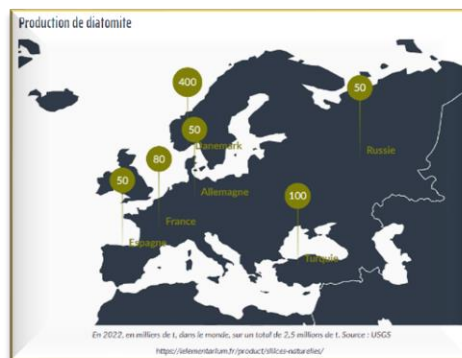 Production de diatomite
400
50
50
Danemark
Russie
80
50
Allemagne
100
France
Espagne
Turquie
En 2022, en milliers de t, dans le monde, sur un total de 2,5 millions de t. Source : USGS
https://lelementarium.fr/product/silices-naturelles/